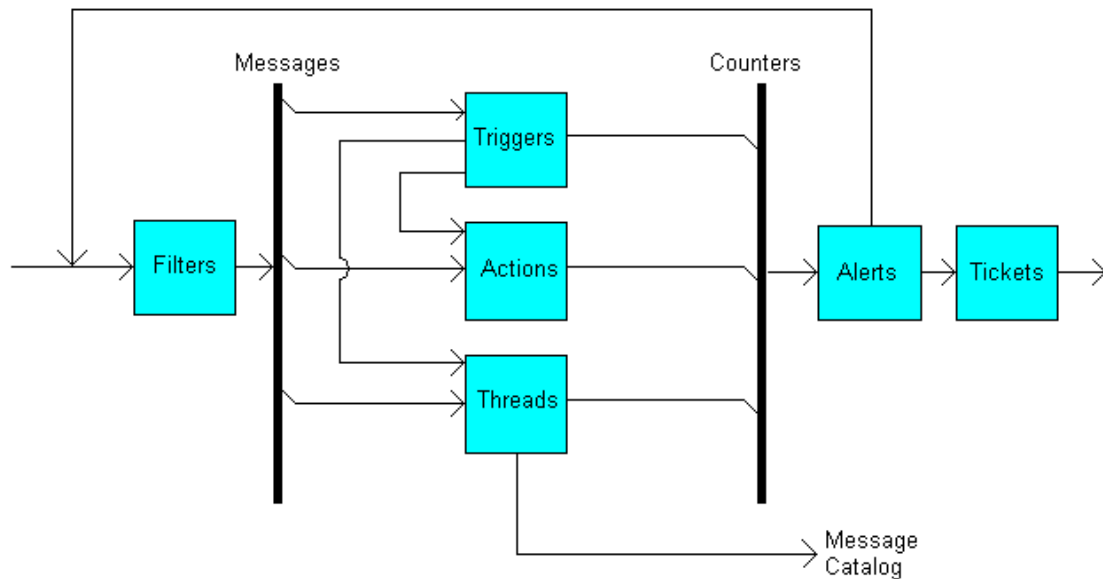 Messages
Counters
Triggers
Filters
Actions
Alerts
Tickets
Threads
Message
Catalog